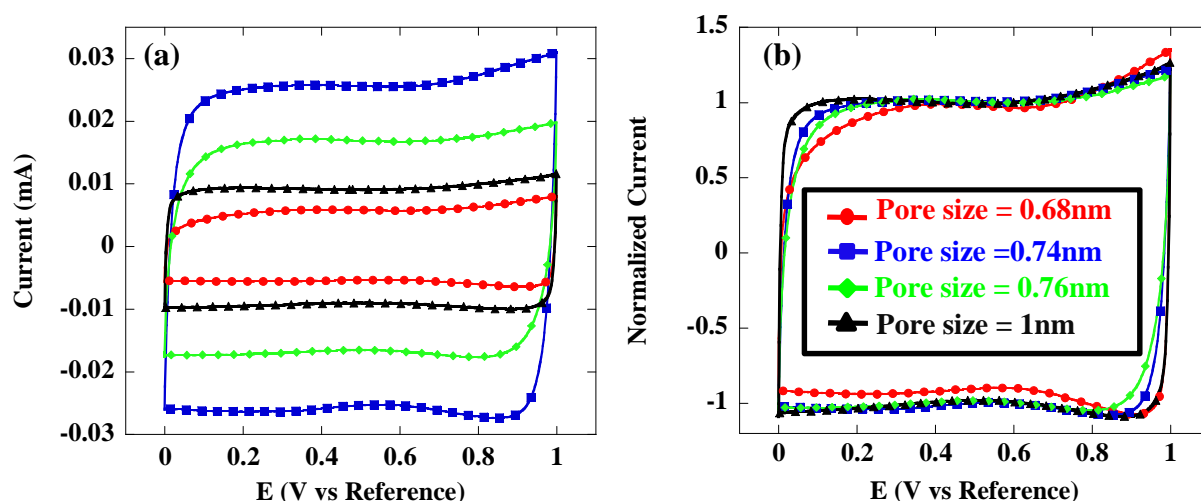 (a)
Current (mA)
0.03
0.02
0.01
0
-0.01
-0.02
-0.03
0
0.2
0.4
0.6
0.8
1
E (V vs Reference)
(b)
Normalized Current
1.5
1
0.5
0
-0.5
-1
0
0.2
0.4
0.6
0.8
1
E (V vs Reference)
Pore size = 0.68nm
Pore size =0.74nm
Pore size = 0.76nm
Pore size = 1nm